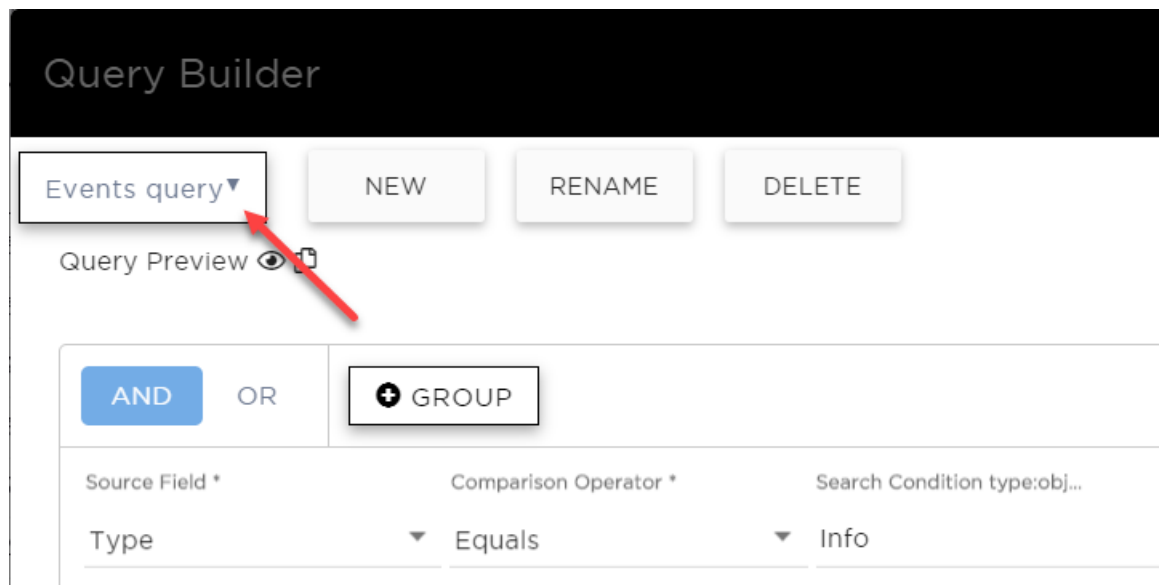 Query Builder
Events query NEW RENAME DELETE
Query Preview
AND OR GROUP
Source Field * Comparison Operator * Search Condition type:obj...
Type Equals Info